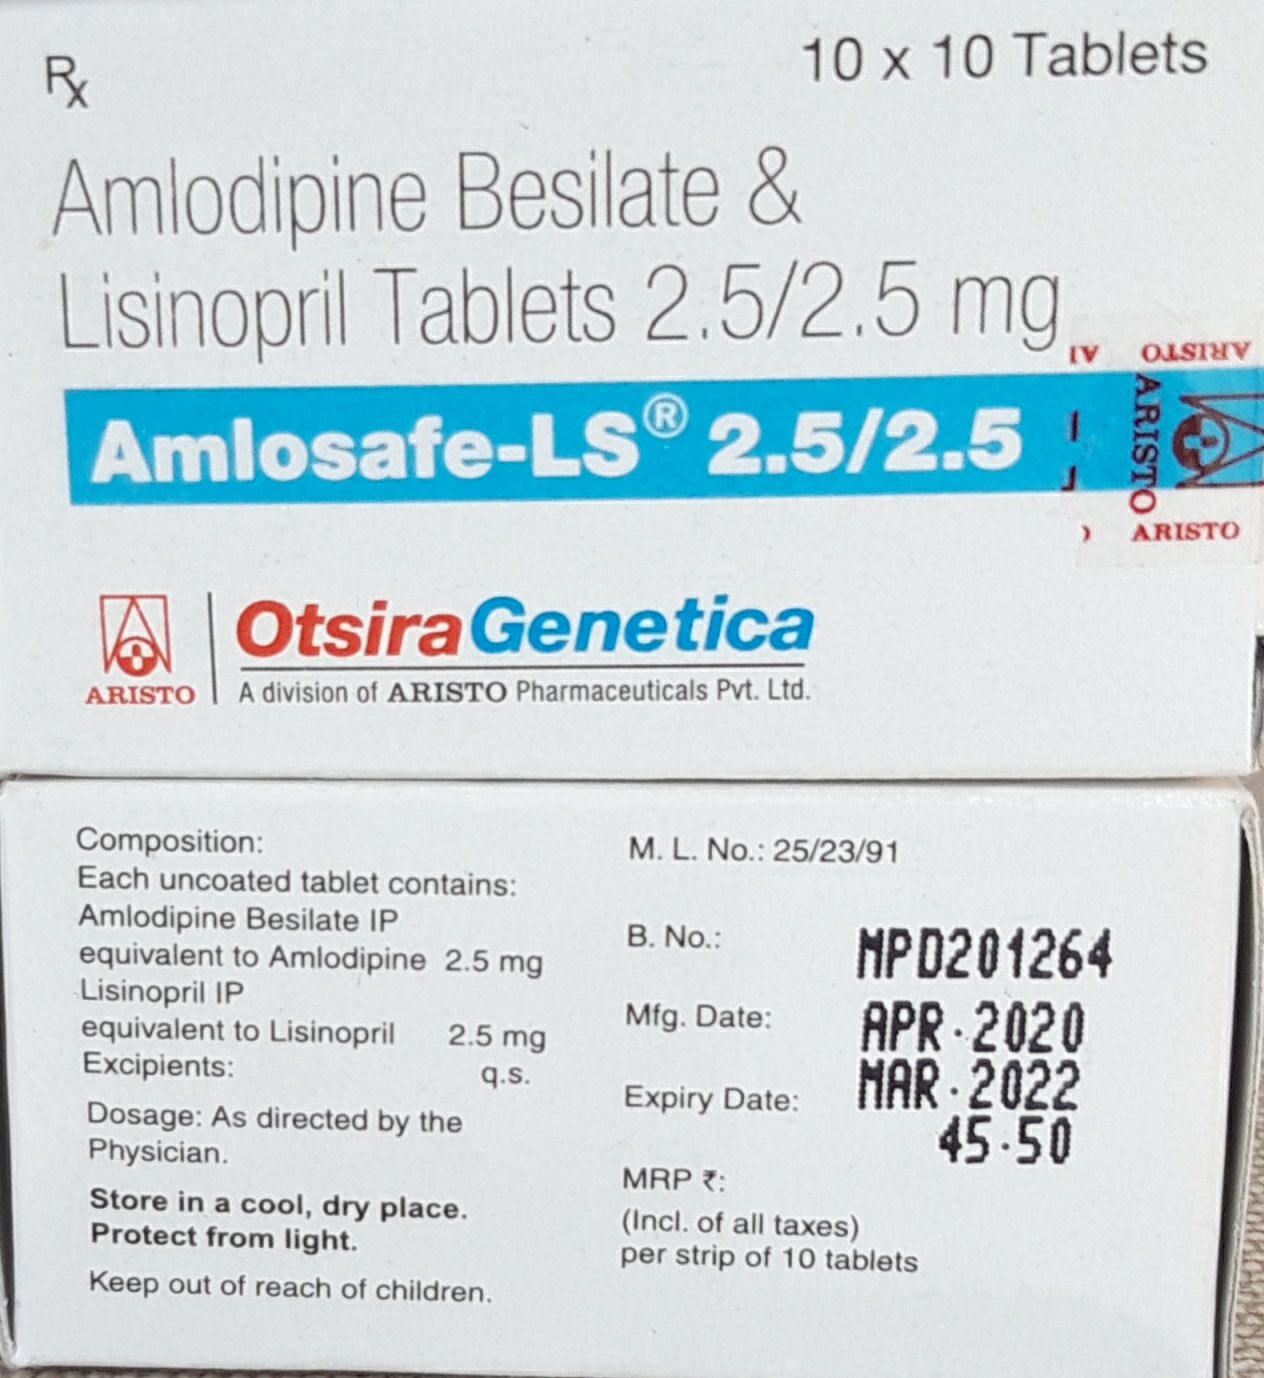 Rx
10 x 10 Tablets
Amlodipine Besilate &
Lisinopril Tablets 2.5/2.5 mg
Amlosafe-LS® 2.5/2.5
ARISTO
ARISTO
ARISTO
ARISTO
OtsiraGenetica
A division of ARISTO Pharmaceuticals Pvt. Ltd.
Composition:
Each uncoated tablet contains:
Amlodipine Besilate IP
equivalent to Amlodipine 2.5 mg
Lisinopril IP
equivalent to Lisinopril 2.5 mg
Excipients: q.s.
Dosage: As directed by the
Physician.
Store in a cool, dry place.
Protect from light.
Keep out of reach of children.
M. L. No.: 25/23/91
B. No.: MPD201264
Mfg. Date: APR.2020
Expiry Date: MAR.2022
45.50
MRP ₹:
(Incl. of all taxes)
per strip of 10 tablets